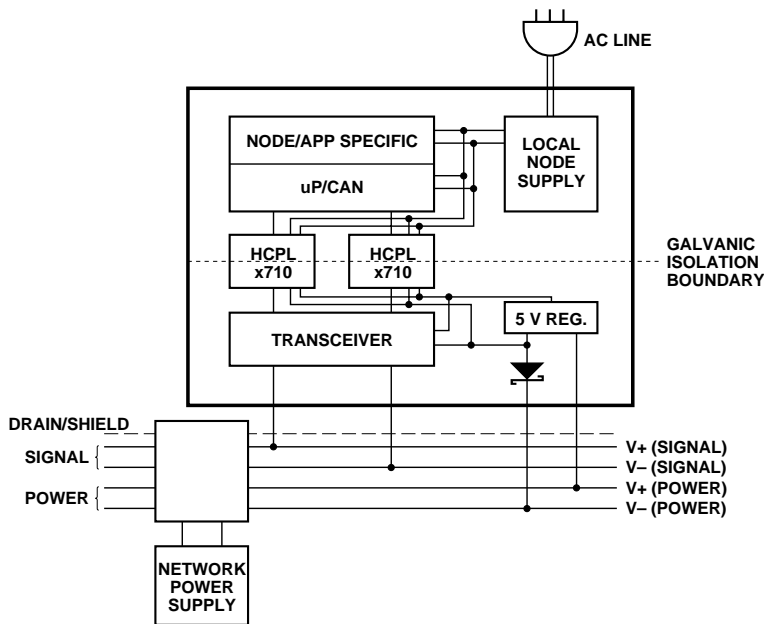 AC LINE
NODE/APP SPECIFIC
uP/CAN
LOCAL
NODE
SUPPLY
HCPL
x710
HCPL
x710
GALVANIC
ISOLATION
BOUNDARY
5 V REG.
TRANSCEIVER
DRAIN/SHIELD
SIGNAL
POWER
V+ (SIGNAL)
V– (SIGNAL)
V+ (POWER)
V– (POWER)
NETWORK
POWER
SUPPLY